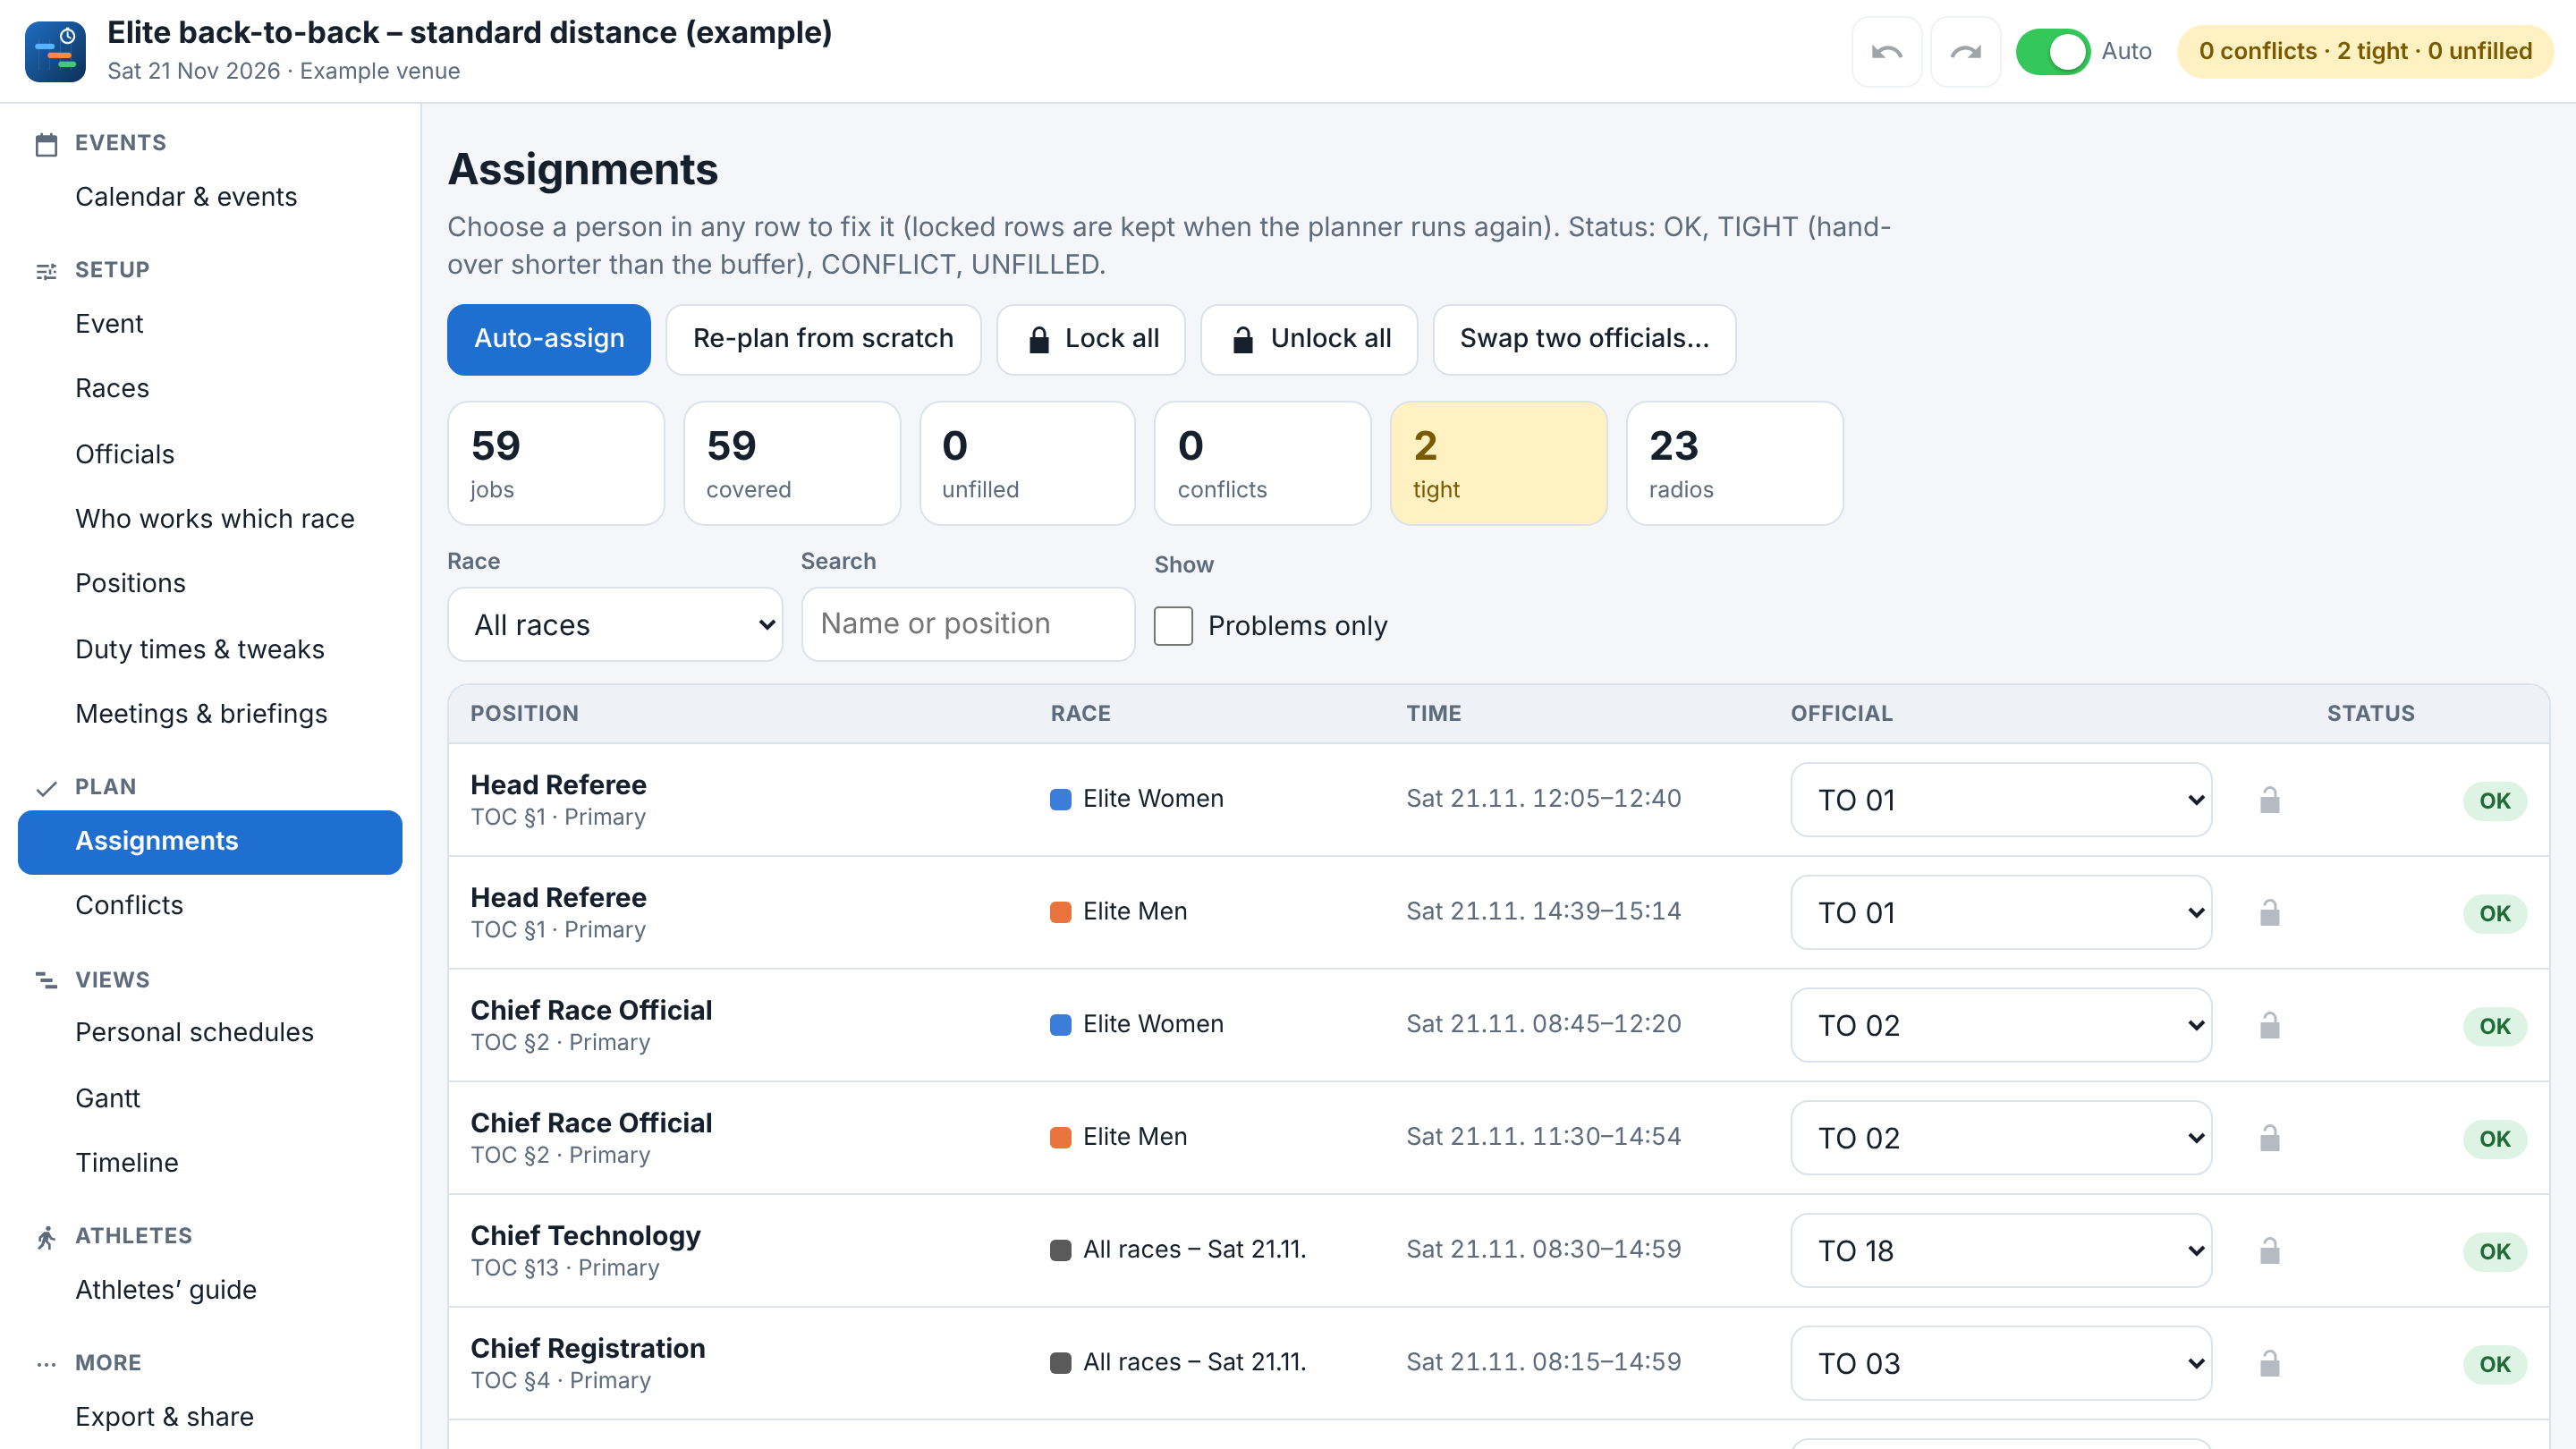 Elite back-to-back – standard distance (example)
Sat 21 Nov 2026 · Example venue
Auto
0 conflicts · 2 tight · 0 unfilled
EVENTS
Calendar & events
SETUP
Event
Races
Officials
Who works which race
Positions
Duty times & tweaks
Meetings & briefings
PLAN
Assignments
Conflicts
VIEWS
Personal schedules
Gantt
Timeline
ATHLETES
Athletes’ guide
MORE
Export & share
Assignments
Choose a person in any row to fix it (locked rows are kept when the planner runs again). Status: OK, TIGHT (hand-
over shorter than the buffer), CONFLICT, UNFILLED.
Auto-assign
Re-plan from scratch
Lock all
Unlock all
Swap two officials…
59
jobs
59
covered
0
unfilled
0
conflicts
2
tight
23
radios
Race
Search
Show
All races
Name or position
Problems only
POSITION RACE TIME OFFICIAL STATUS
Head Referee
TOC §1 · Primary
Elite Women
Sat 21.11. 12:05–12:40
TO 01
OK
Head Referee
TOC §1 · Primary
Elite Men
Sat 21.11. 14:39–15:14
TO 01
OK
Chief Race Official
TOC §2 · Primary
Elite Women
Sat 21.11. 08:45–12:20
TO 02
OK
Chief Race Official
TOC §2 · Primary
Elite Men
Sat 21.11. 11:30–14:54
TO 02
OK
Chief Technology
TOC §13 · Primary
All races – Sat 21.11.
Sat 21.11. 08:30–14:59
TO 18
OK
Chief Registration
TOC §4 · Primary
All races – Sat 21.11.
Sat 21.11. 08:15–14:59
TO 03
OK